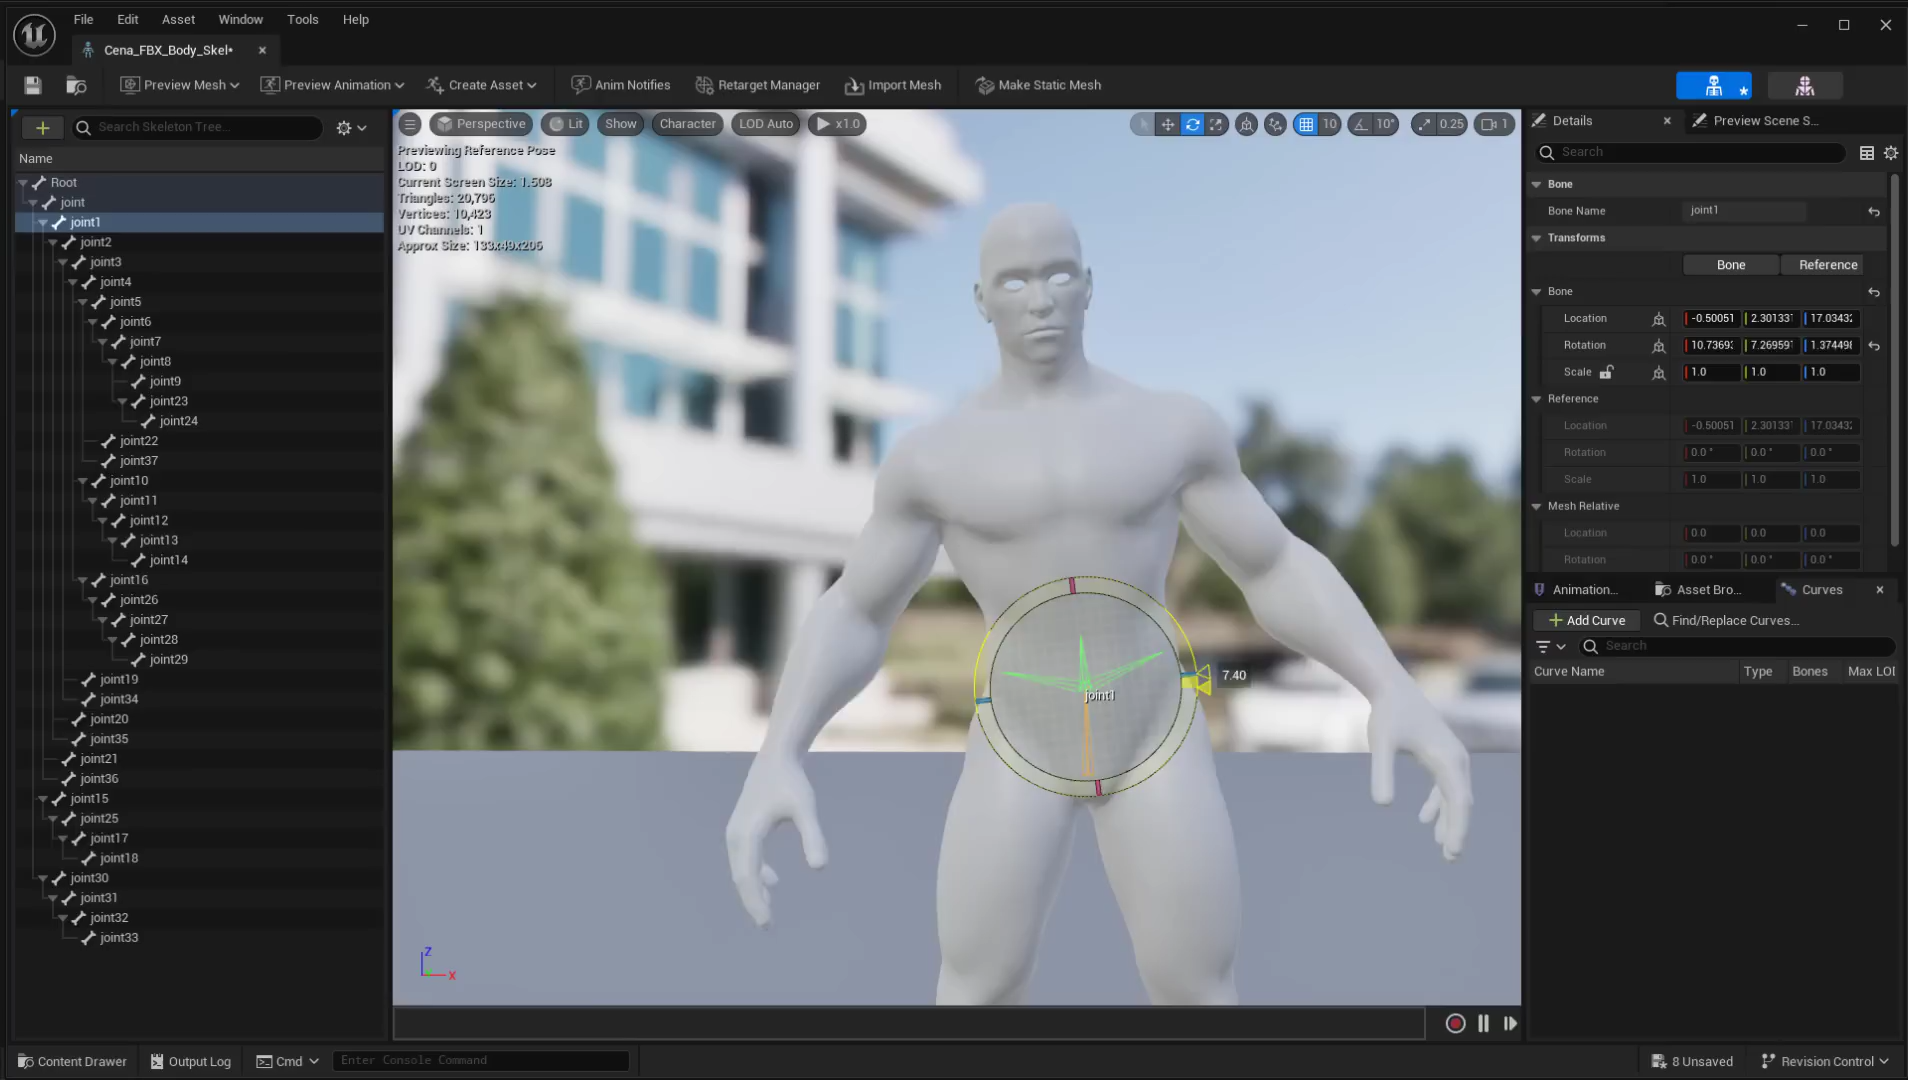 File Edit Asset Window Tools Help
Cena_FBX_Body_Skel•
Preview Mesh Preview Animation Create Asset Anim Notifies Retarget Manager Import Mesh Make Static Mesh
Search Skeleton Tree...
Name
Root
joint
joint1
joint2
joint3
joint4
joint5
joint6
joint7
joint8
joint9
joint23
joint24
joint22
joint37
joint10
joint11
joint12
joint13
joint14
joint16
joint26
joint27
joint28
joint29
joint19
joint34
joint20
joint35
joint21
joint36
joint15
joint25
joint17
joint18
joint30
joint31
joint32
joint33
Perspective Lit Show Character LOD Auto x1.0 10 10° 0.25 1
Previewing Reference Pose
LOD: 0
Current Screen Size: 1.508
Triangles: 20,796
Vertices: 10,423
UV Channels: 1
Approx Size: 133x49x206
7.40
joint1
Z
X
Details Preview Scene S...
Search
Bone
Bone Name joint1
Transforms
Bone Reference
Bone
Location -0.50051 2.30133 17.0343
Rotation 10.7369 7.26959 1.37449
Scale 1.0 1.0 1.0
Reference
Location -0.50051 2.30133 17.0343
Rotation 0.0 ° 0.0 ° 0.0 °
Scale 1.0 1.0 1.0
Mesh Relative
Location 0.0 0.0 0.0
Rotation 0.0 ° 0.0 ° 0.0 °
Animation... Asset Bro... Curves
Add Curve Find/Replace Curves...
Search
Curve Name Type Bones Max LOI
Content Drawer Output Log Cmd Enter Console Command 8 Unsaved Revision Control